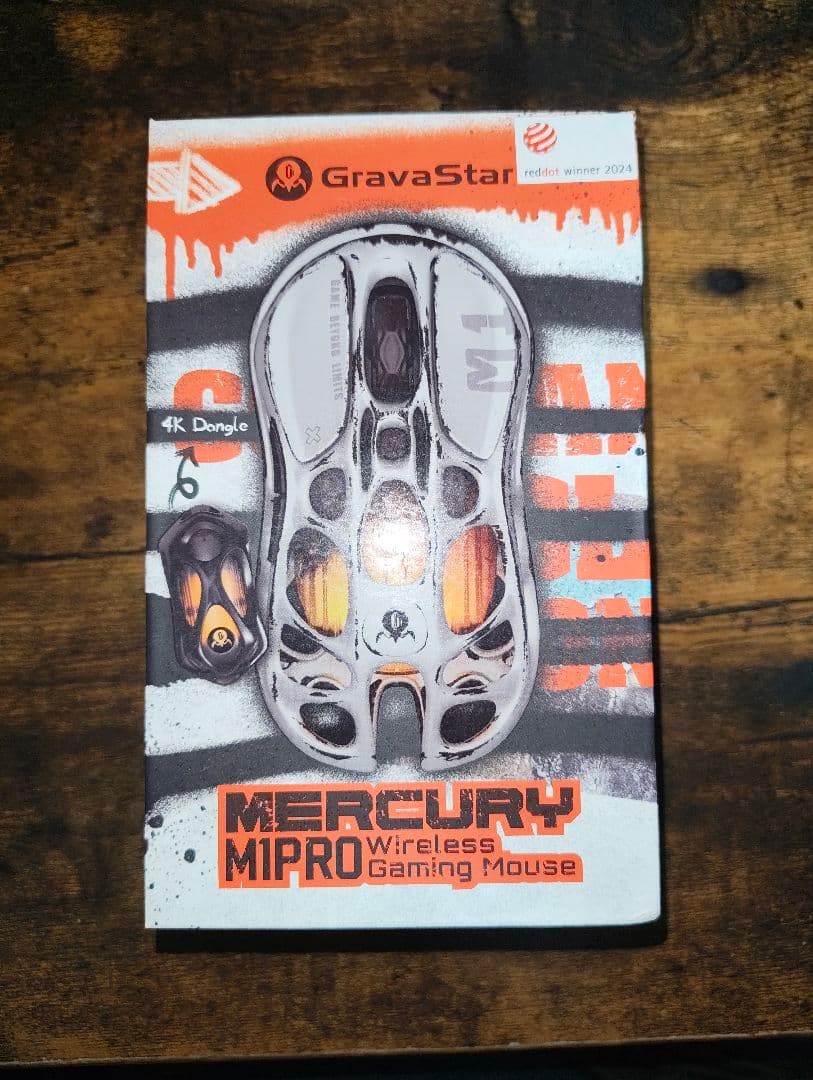 GravaStar
reddot winner 2024
GAME BEYOND LIMITS
M1
4K Dongle
MERCURY
M1PRO Wireless
Gaming Mouse